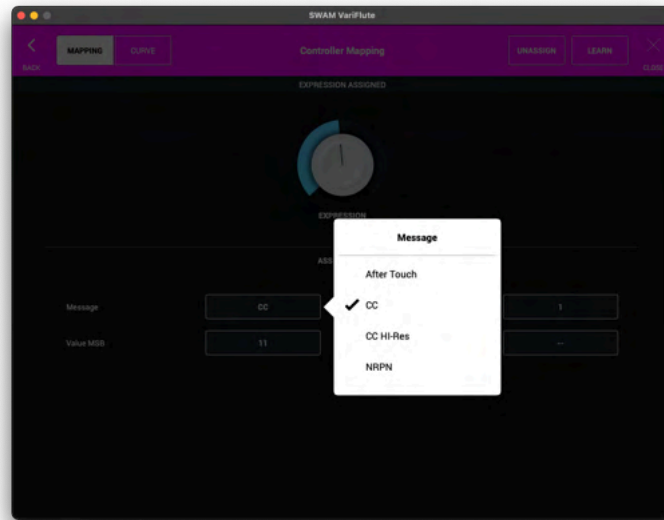 SWAM VariFlute
BACK
MAPPING CURVE
Controller Mapping
UNASSIGN LEARN
EXPRESSION ASSIGNED
EXPRESSION
Message
After Touch
CC
CC HI-Res
NRPN
Message CC 1
Value MSB 11 ---